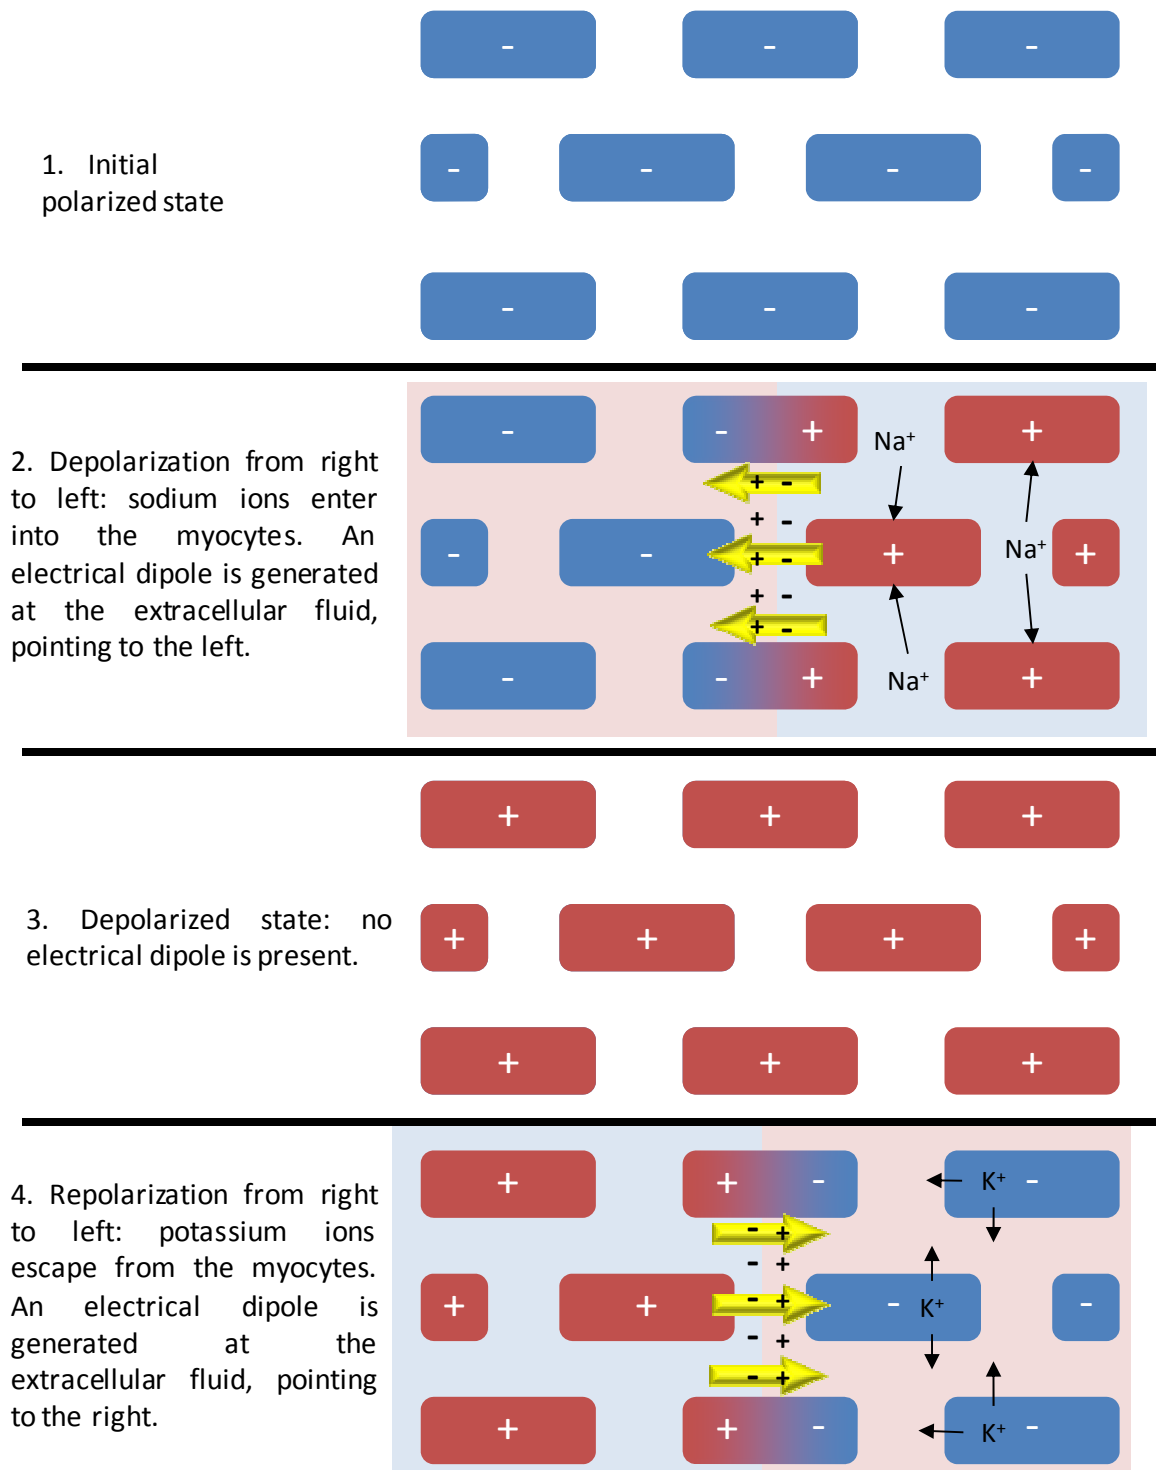 - - -
1. Initial
polarized state
- - - -
- - -
2. Depolarization from right
to left: sodium ions enter
into the myocytes. An
electrical dipole is generated
at the extracellular fluid,
pointing to the left.
- - + Na⁺ +
+ -
+ -
- - + - + Na⁺ +
+ -
+ -
- - + Na⁺ +
+ + +
3. Depolarized state: no
electrical dipole is present.
+ + + +
+ + +
4. Repolarization from right
to left: potassium ions
escape from the myocytes.
An electrical dipole is
generated at the
extracellular fluid, pointing
to the right.
+ + - K⁺ -
- +
- +
+ + - + - K⁺ -
- +
- +
+ + - K⁺ -